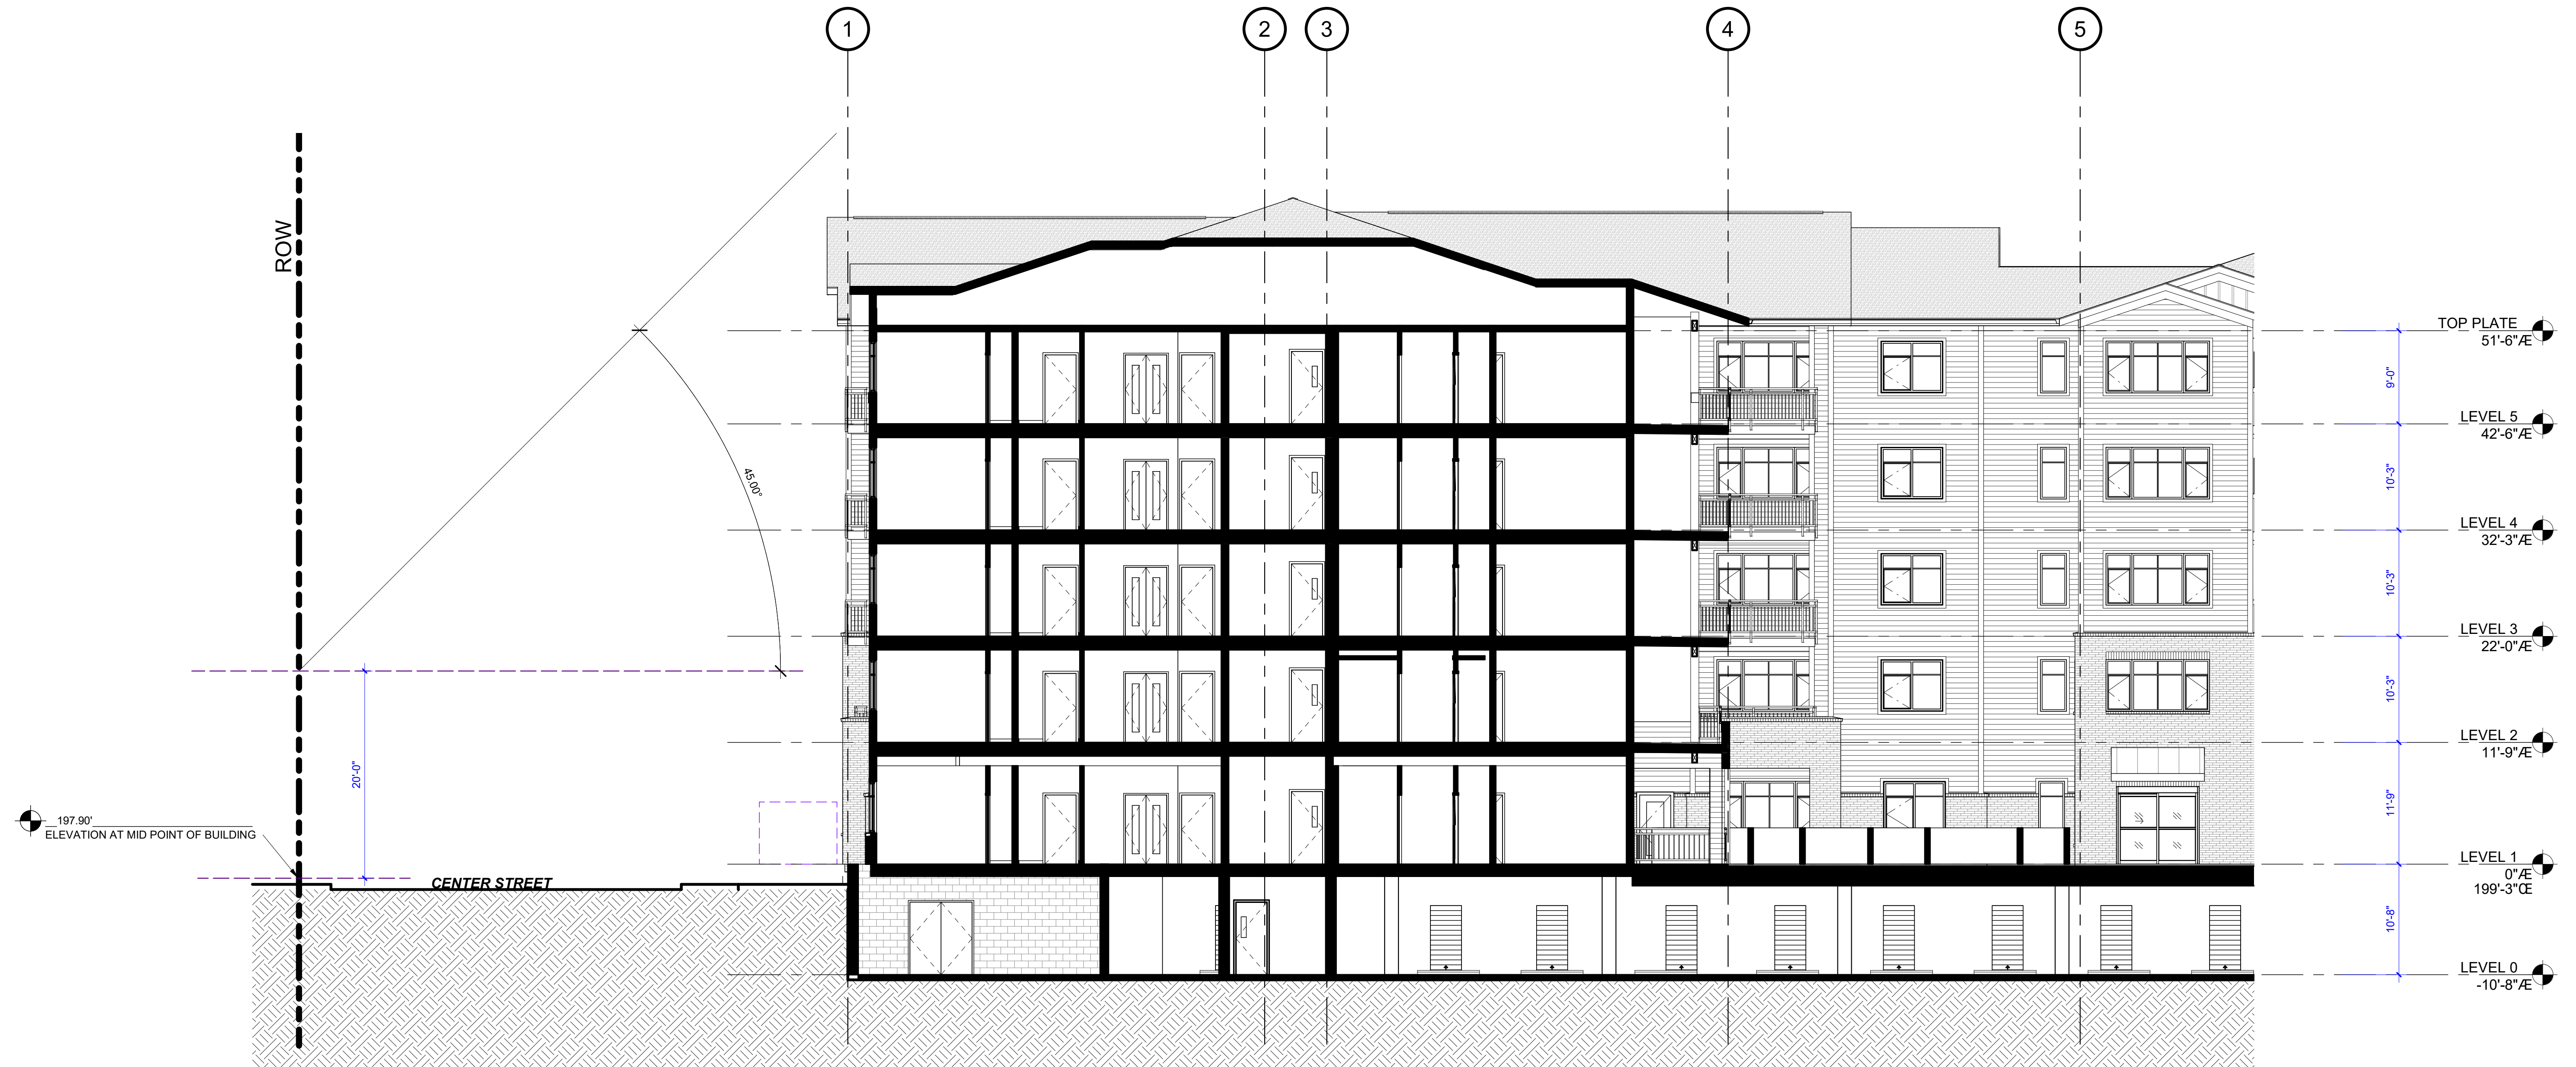 1
2
3
4
5
ROW
45.00°
20'-0"
197.90'
ELEVATION AT MID POINT OF BUILDING
CENTER STREET
TOP PLATE
51'-6"Æ
9'-0"
LEVEL 5
42'-6"Æ
10'-3"
LEVEL 4
32'-3"Æ
10'-3"
LEVEL 3
22'-0"Æ
10'-3"
LEVEL 2
11'-9"Æ
11'-9"
LEVEL 1
0"Æ
199'-3"Œ
10'-8"
LEVEL 0
-10'-8"Æ